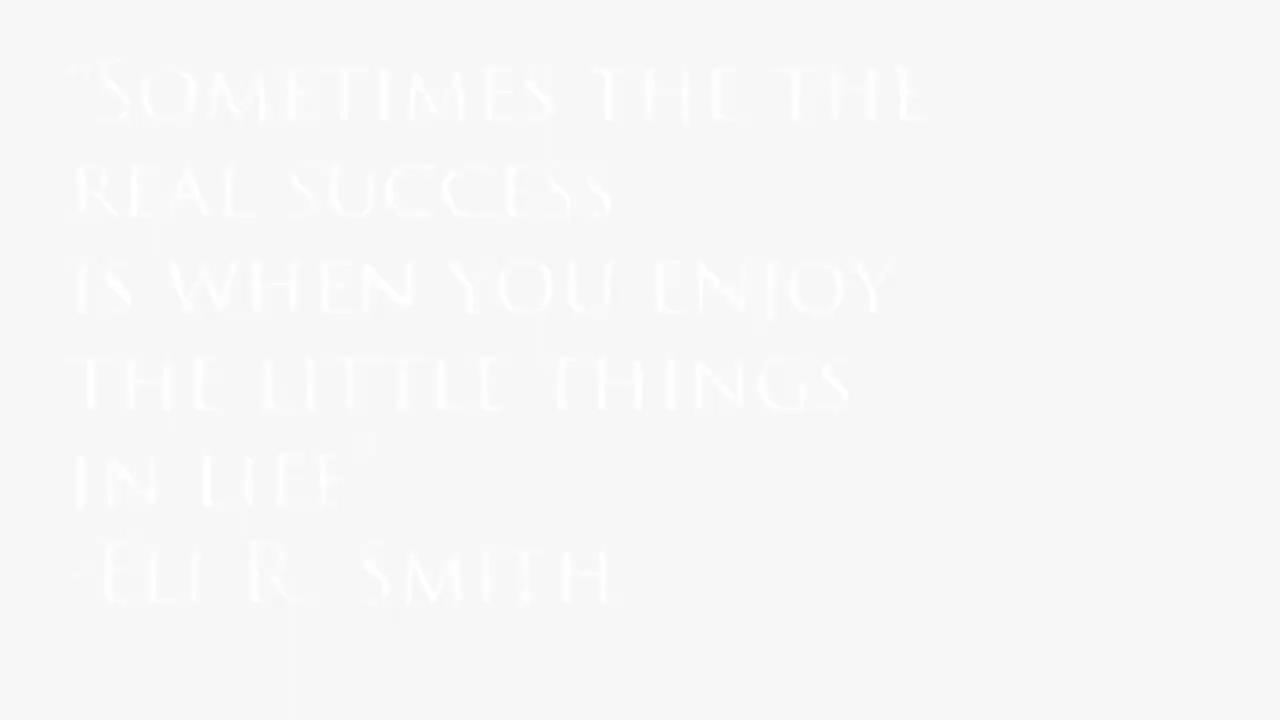 "Sometimes the the
real success
is when you enjoy
the little things
in life"
-Eli R. Smith